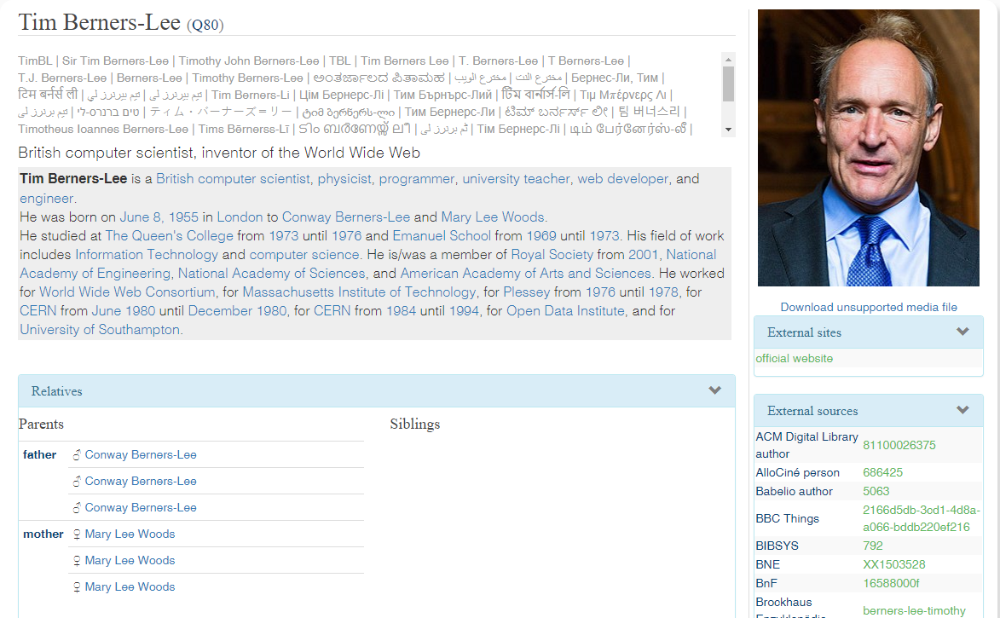 Tim Berners-Lee (Q80)
TimBL | Sir Tim Berners-Lee | Timothy John Berners-Lee | TBL | Tim Berners Lee | T. Berners-Lee | T Berners-Lee |
T.J. Berners-Lee | Berners-Lee | Timothy Berners-Lee | ಅಂತರ್ಜಾಲದ ಪಿತಾಮಹ | مخترع الويب | مخترع النت | Бернес-Ли, Тим |
टिम बर्नर्स ली | ٹم برنرز لی | تیم برنرز لی | Tim Berners-Li | Цім Бернерс-Лі | Тим Бърнърс-Лий | টিম বার্নার্স-লি | Τιμ Μπέρνερς Λι |
تیم برنرز لی | טים ברנרס-לי | ティム・バーナーズ＝リー | ტიმ ბერნერს-ლი | Тим Бернерс-Ли | ಟಿಮ್ ಬರ್ನರ್ಸ್ ಲೀ | 팀 버너스리 |
Timotheus Ioannes Berners-Lee | Tims Bērnerss-Lī | ടിം ബർണേയ്സ് ലീ | ٹم برنرز لی | Тім Бернерс-Лі | டிம் பேர்னேர்ஸ்-லீ |
British computer scientist, inventor of the World Wide Web
Tim Berners-Lee is a British computer scientist, physicist, programmer, university teacher, web developer, and
engineer.
He was born on June 8, 1955 in London to Conway Berners-Lee and Mary Lee Woods.
He studied at The Queen's College from 1973 until 1976 and Emanuel School from 1969 until 1973. His field of work
includes Information Technology and computer science. He is/was a member of Royal Society from 2001, National
Academy of Engineering, National Academy of Sciences, and American Academy of Arts and Sciences. He worked
for World Wide Web Consortium, for Massachusetts Institute of Technology, for Plessey from 1976 until 1978, for
CERN from June 1980 until December 1980, for CERN from 1984 until 1994, for Open Data Institute, and for
University of Southampton.
Relatives
Parents
father ♂ Conway Berners-Lee
♂ Conway Berners-Lee
♂ Conway Berners-Lee
mother ♀ Mary Lee Woods
♀ Mary Lee Woods
♀ Mary Lee Woods
Siblings
Download unsupported media file
External sites
official website
External sources
ACM Digital Library
author 81100026375
AlloCiné person 686425
Babelio author 5063
BBC Things 2166d5db-3cd1-4d8a-
a066-bddb220ef216
BIBSYS 792
BNE XX1503528
BnF 16588000f
Brockhaus
Enzyklopädie berners-lee-timothy